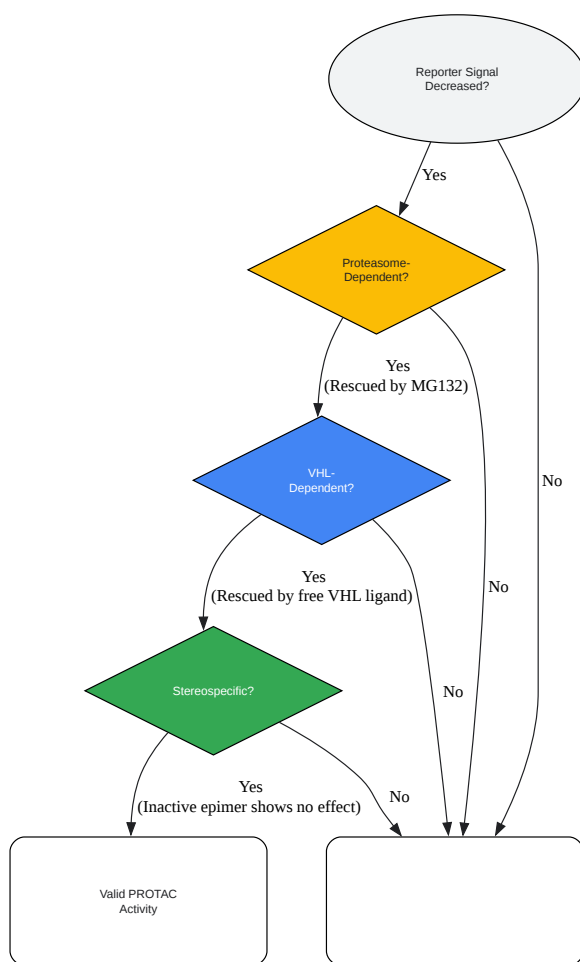 Reporter Signal
Decreased?
Yes
Proteasome-
Dependent?
Yes
(Rescued by MG132)
No
VHL-
Dependent?
Yes
(Rescued by free VHL ligand)
No
Stereospecific?
No
Yes
(Inactive epimer shows no effect)
No
Valid PROTAC
Activity